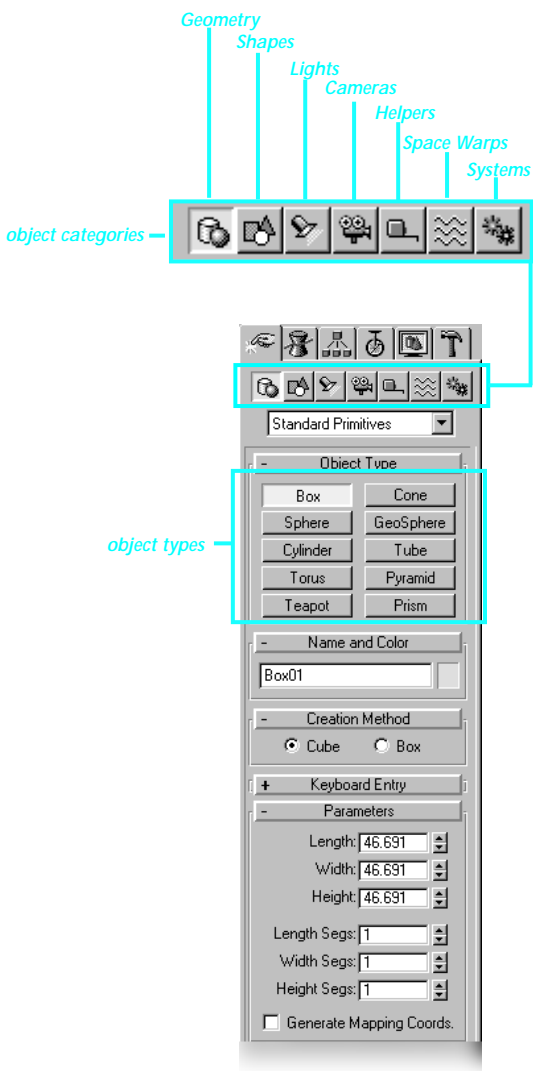 Geometry
Shapes
Lights
Cameras
Helpers
Space Warps
Systems
object categories
Standard Primitives
- Object Type
Box Cone
object types
Sphere GeoSphere
Cylinder Tube
Torus Pyramid
Teapot Prism
- Name and Color
Box01
- Creation Method
Cube Box
+ Keyboard Entry
- Parameters
Length: 46.691
Width: 46.691
Height: 46.691
Length Segs: 1
Width Segs: 1
Height Segs: 1
Generate Mapping Coords.